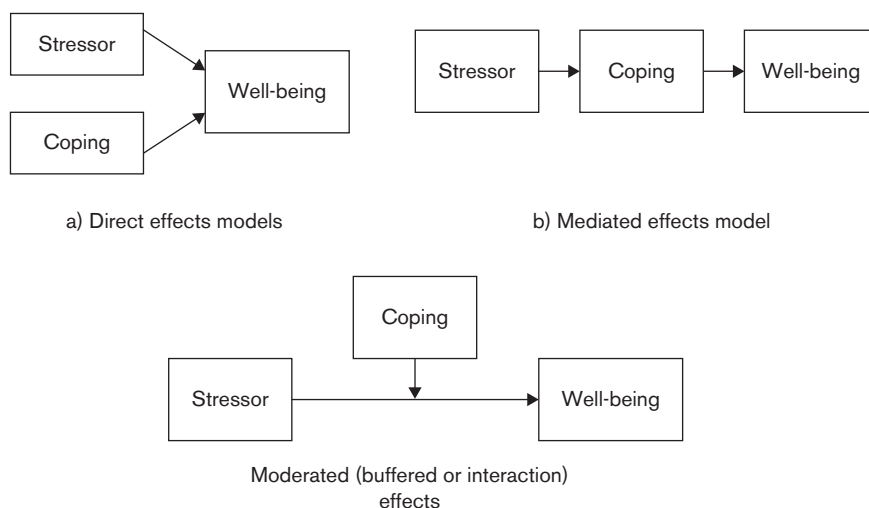 Stressor
Well-being
Coping
a) Direct effects models
Stressor
Coping
Well-being
b) Mediated effects model
Coping
Stressor
Well-being
Moderated (buffered or interaction)
effects